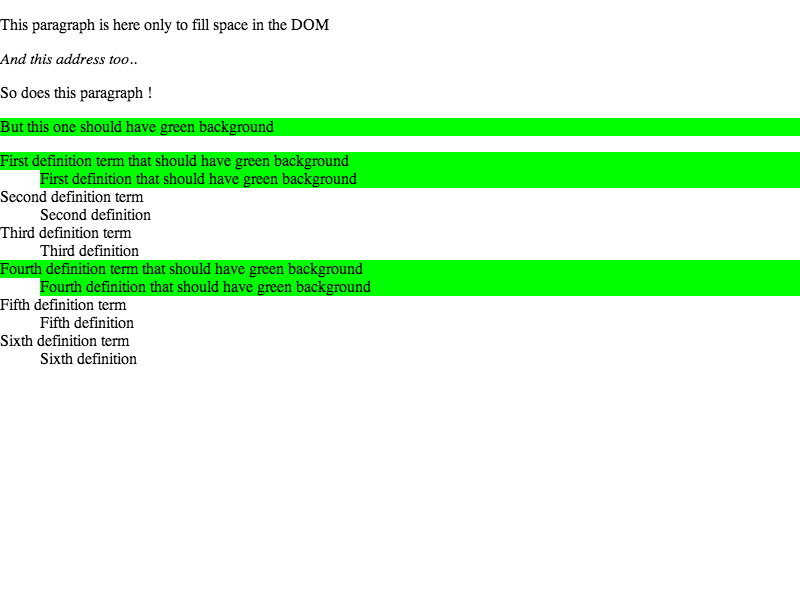 This paragraph is here only to fill space in the DOM
And this address too..
So does this paragraph !
But this one should have green background
First definition term that should have green background
First definition that should have green background
Second definition term
Second definition
Third definition term
Third definition
Fourth definition term that should have green background
Fourth definition that should have green background
Fifth definition term
Fifth definition
Sixth definition term
Sixth definition